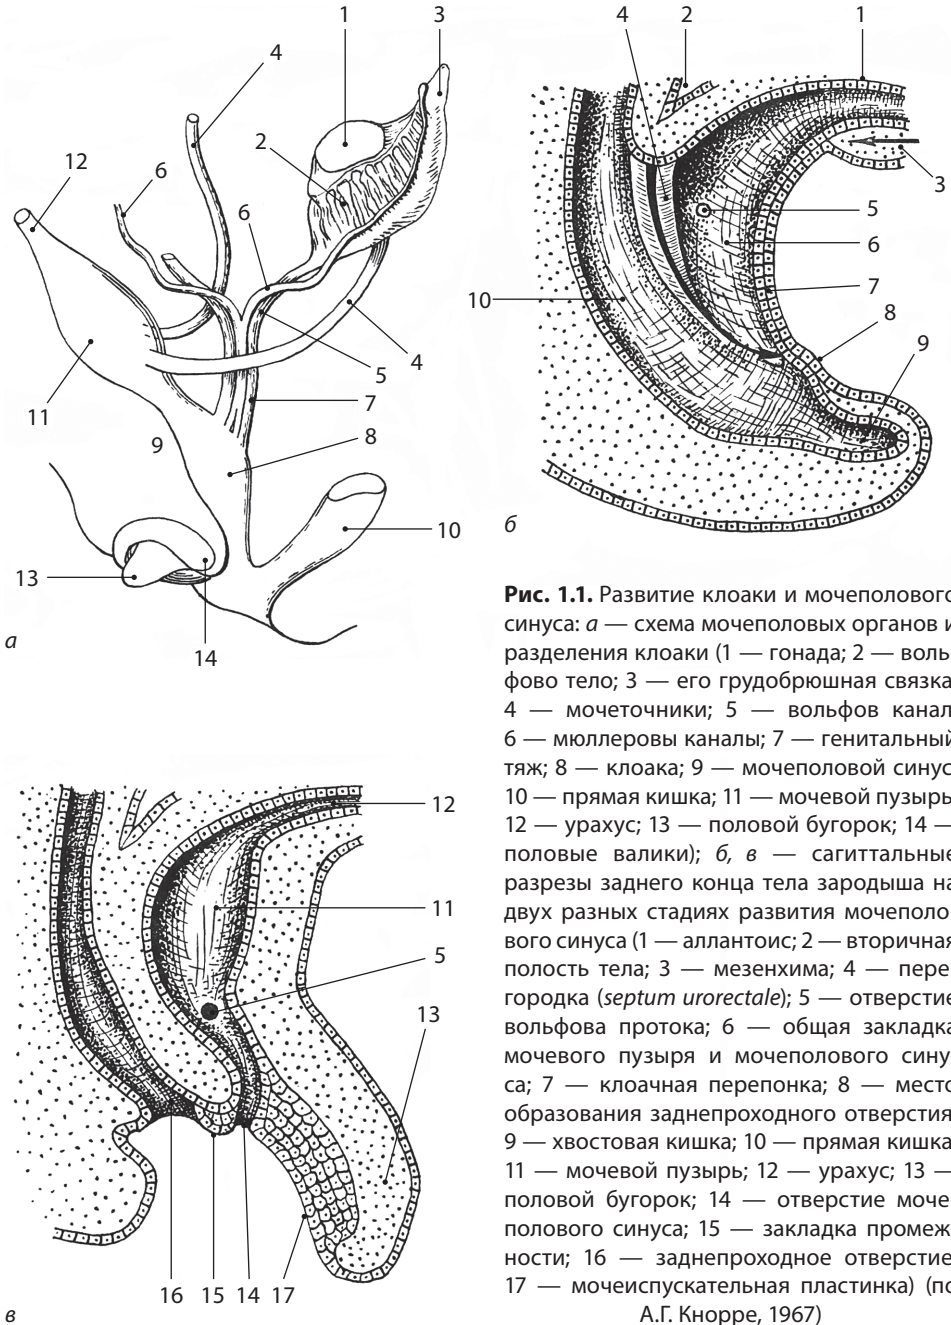 1
3
4
2
12
6
6
4
5
11
7
9
8
10
13
14
а
4
2
1
3
5
6
7
10
8
9
б
Рис. 1.1. Развитие клоаки и мочеполового
синуса: а — схема мочеполовых органов и
разделения клоаки (1 — гонада; 2 — воль
фово тело; 3 — его грудобрюшная связка
4 — мочеточники; 5 — вольфов канал
6 — мюллеровы каналы; 7 — генитальный
тяж; 8 — клоака; 9 — мочеполовой синус
10 — прямая кишка; 11 — мочевой пузырь
12 — урахус; 13 — половой бугорок; 14 —
половые валики); б, в — сагиттальные
разрезы заднего конца тела зародыша на
двух разных стадиях развития мочеполо
вого синуса (1 — аллантоис; 2 — вторичная
полость тела; 3 — мезенхима; 4 — пере
городка (septum urorectale); 5 — отверстие
вольфова протока; 6 — общая закладка
мочевого пузыря и мочеполового сину
са; 7 — клоачная перепонка; 8 — место
образования заднепроходного отверстия
9 — хвостовая кишка; 10 — прямая кишка
11 — мочевой пузырь; 12 — урахус; 13 —
половой бугорок; 14 — отверстие моче
полового синуса; 15 — закладка промеж
ности; 16 — заднепроходное отверстие
17 — мочеиспускательная пластинка) (по
А.Г. Кнорре, 1967)
12
11
5
13
16 15 14 17
в